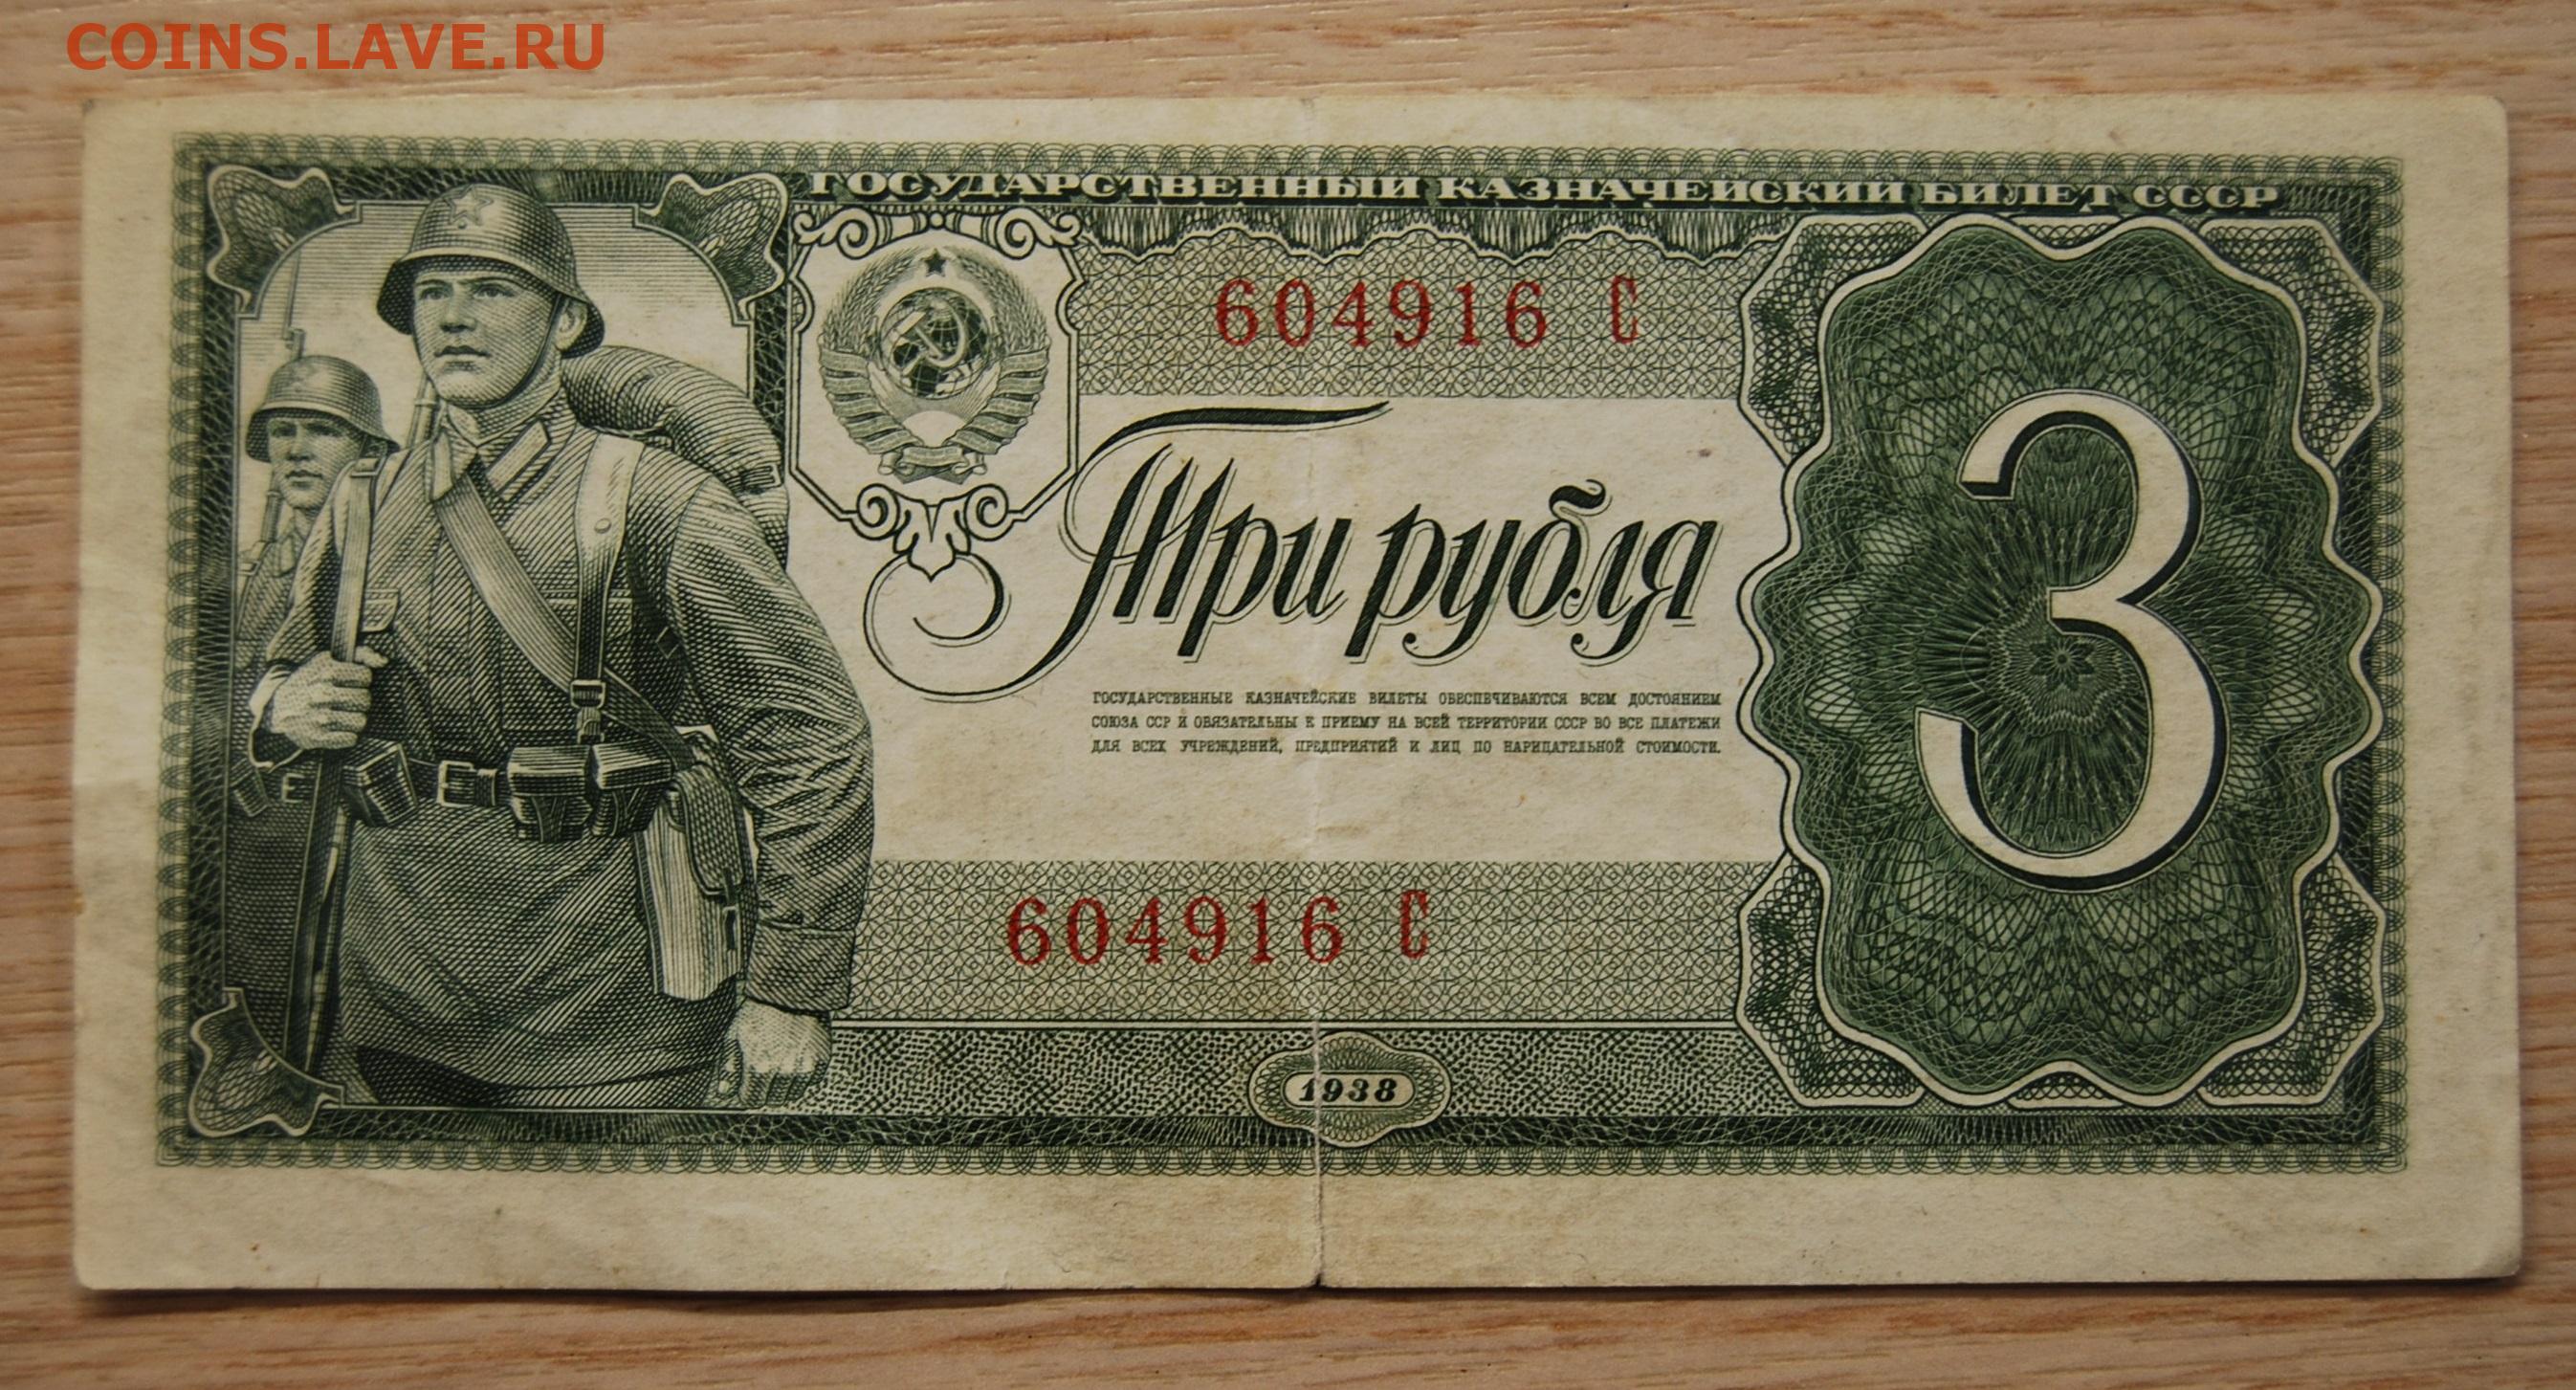 COINS.LAVE.RU
ГОСУДАРСТВЕННЫЙ КАЗНАЧЕЙСКИЙ БИЛЕТ СССР
604916 С
Три рубля
3
ГОСУДАРСТВЕННЫЕ КАЗНАЧЕЙСКИЕ БИЛЕТЫ ОБЕСПЕЧИВАЮТСЯ ВСЕМ ДОСТОЯНИЕМ
СОЮЗА ССР И ОБЯЗАТЕЛЬНЫ К ПРИЕМУ НА ВСЕЙ ТЕРРИТОРИИ СССР ВО ВСЕ ПЛАТЕЖИ
ДЛЯ ВСЕХ УЧРЕЖДЕНИЙ, ПРЕДПРИЯТИЙ И ЛИЦ ПО НАРИЦАТЕЛЬНОЙ СТОИМОСТИ.
604916 С
1938